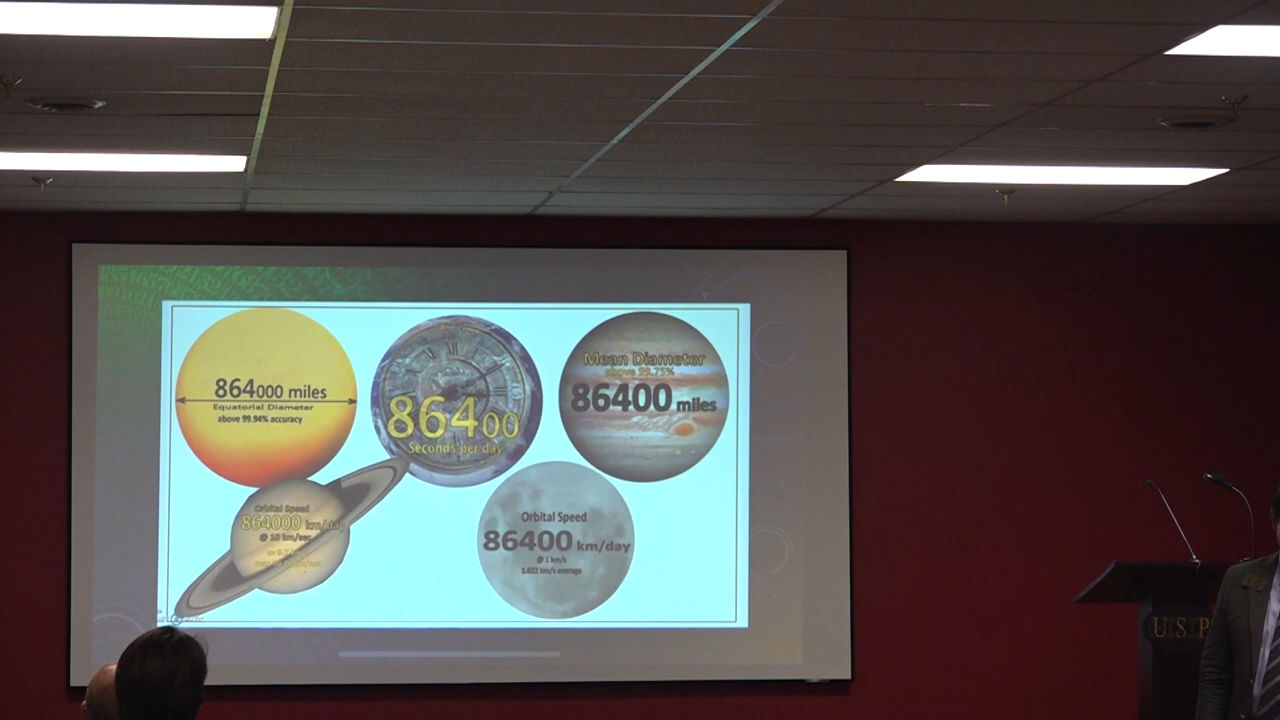 864000 miles
Equatorial Diameter
above 99.94% accuracy
86400
Seconds per day
Mean Diameter
above 99.75%
86400 miles
Orbital Speed
864000 km/day
@ 10 km/sec
Orbital Speed
86400 km/day
@ 1 km/s
1.022 km/s average
USP